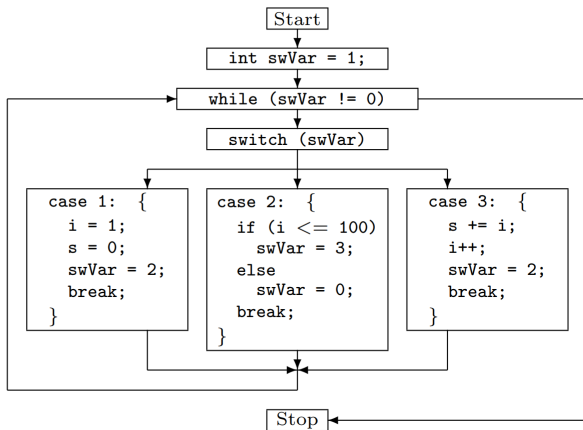 Start
int swVar = 1;
while (swVar != 0)
switch (swVar)
case 1: {
i = 1;
s = 0;
swVar = 2;
break;
}
case 2: {
if (i <= 100)
swVar = 3;
else
swVar = 0;
break;
}
case 3: {
s += i;
i++;
swVar = 2;
break;
}
Stop